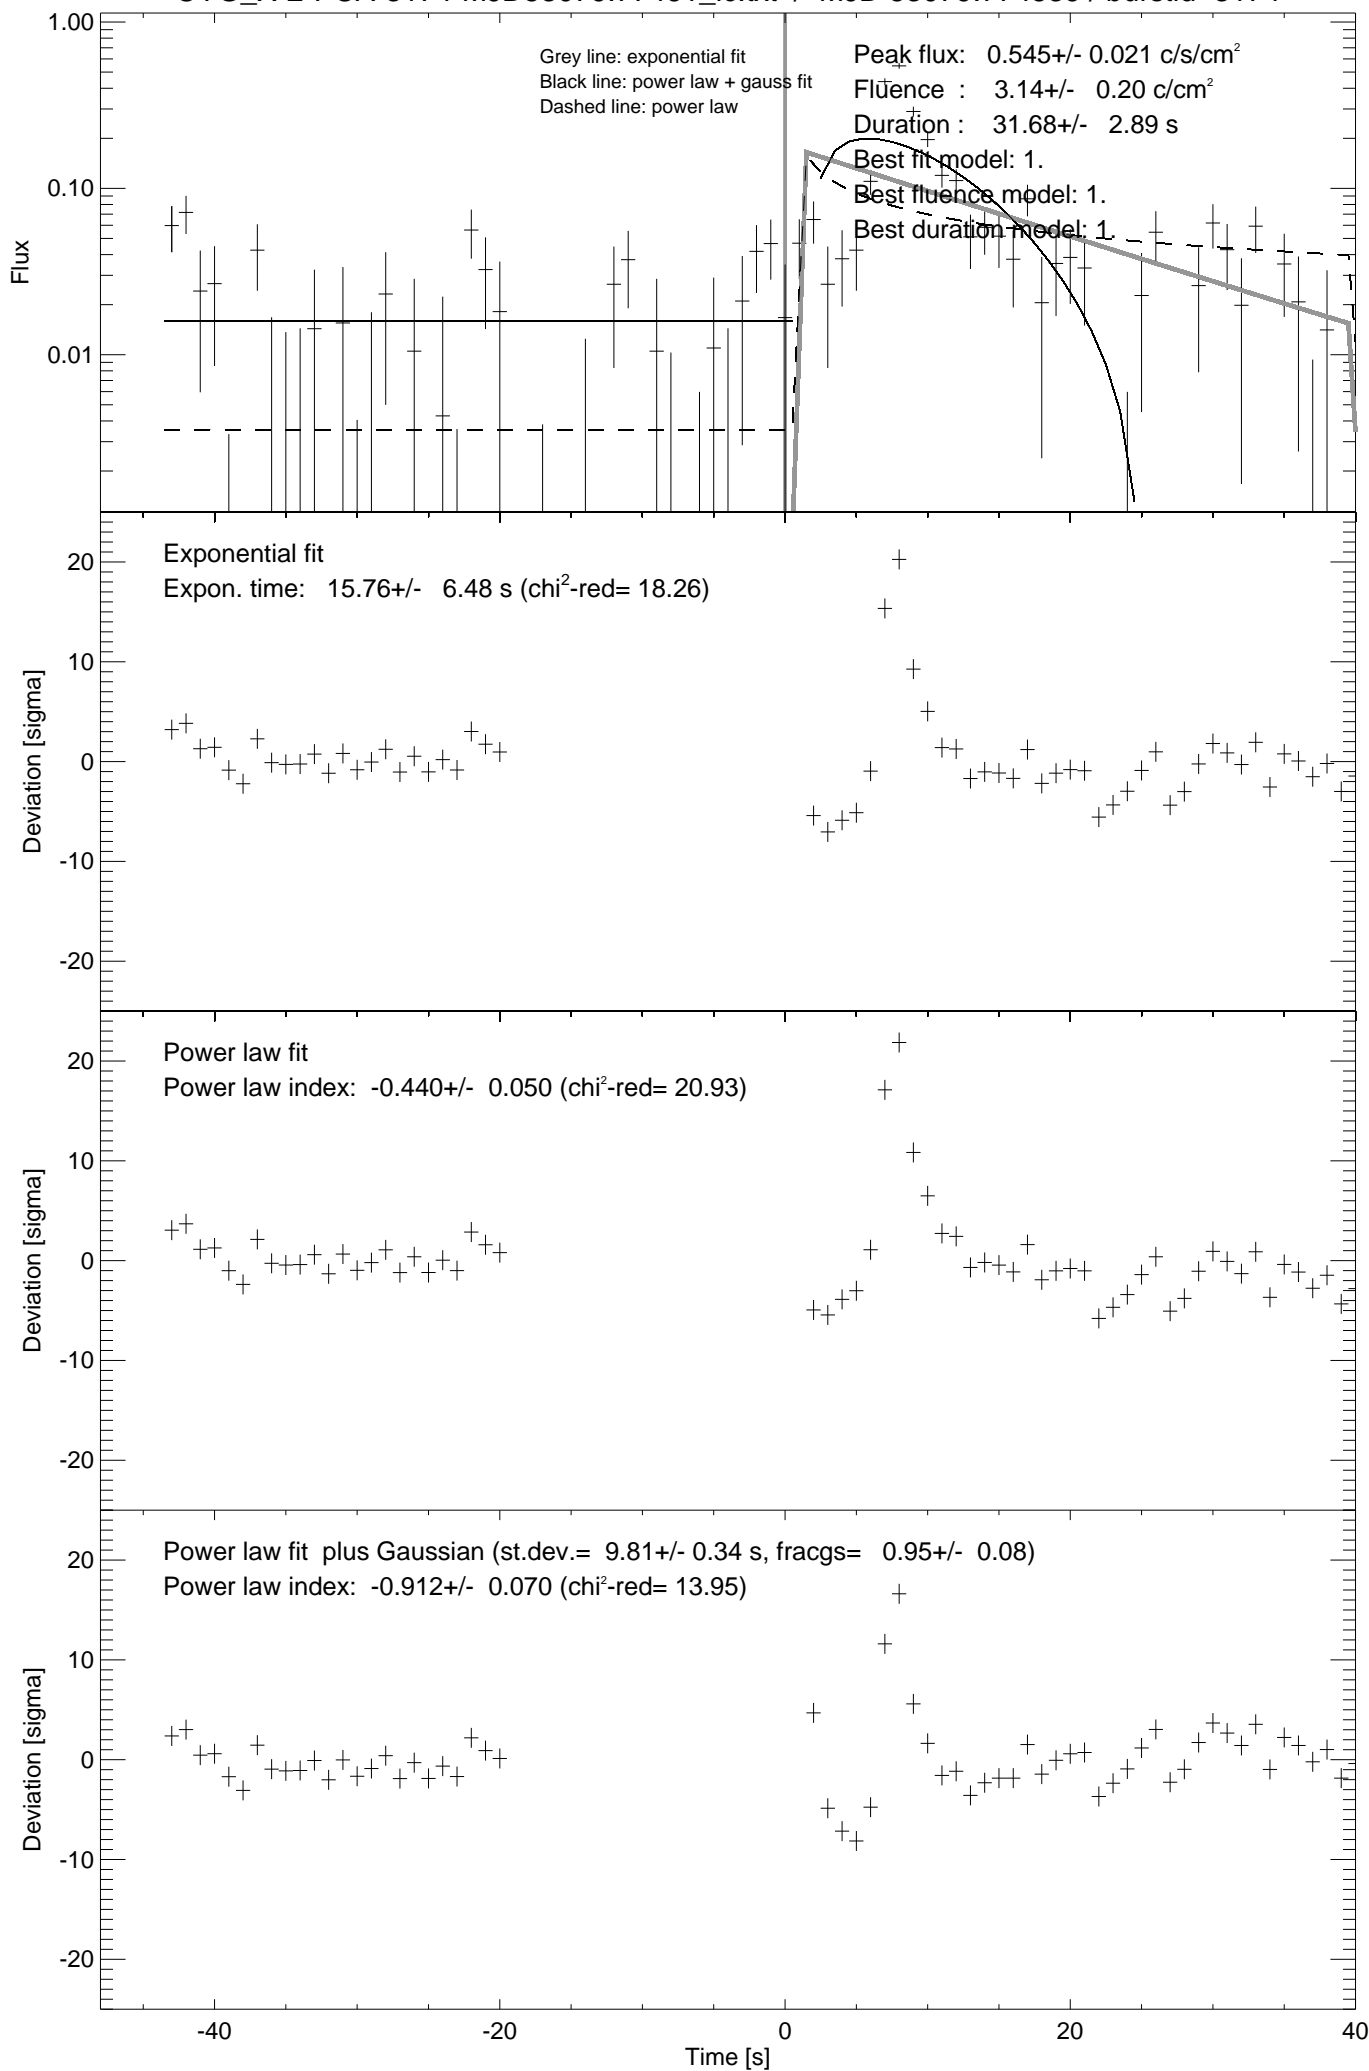 Grey line: exponential fit
Black line: power law + gauss fit
Dashed line: power law
Peak flux: 0.545+/- 0.021 c/s/cm²
Fluence : 3.14+/- 0.20 c/cm²
Duration : 31.68+/- 2.89 s
Best fit model: 1.
Best fluence model: 1.
Best duration model: 1.
1.00
0.10
0.01
Flux
Exponential fit
Expon. time: 15.76+/- 6.48 s (chi²-red= 18.26)
20
10
0
-10
-20
Deviation [sigma]
Power law fit
Power law index: -0.440+/- 0.050 (chi²-red= 20.93)
20
10
0
-10
-20
Deviation [sigma]
Power law fit plus Gaussian (st.dev.= 9.81+/- 0.34 s, fracgs= 0.95+/- 0.08)
Power law index: -0.912+/- 0.070 (chi²-red= 13.95)
20
10
0
-10
-20
Deviation [sigma]
-40 -20 0 20 40
Time [s]